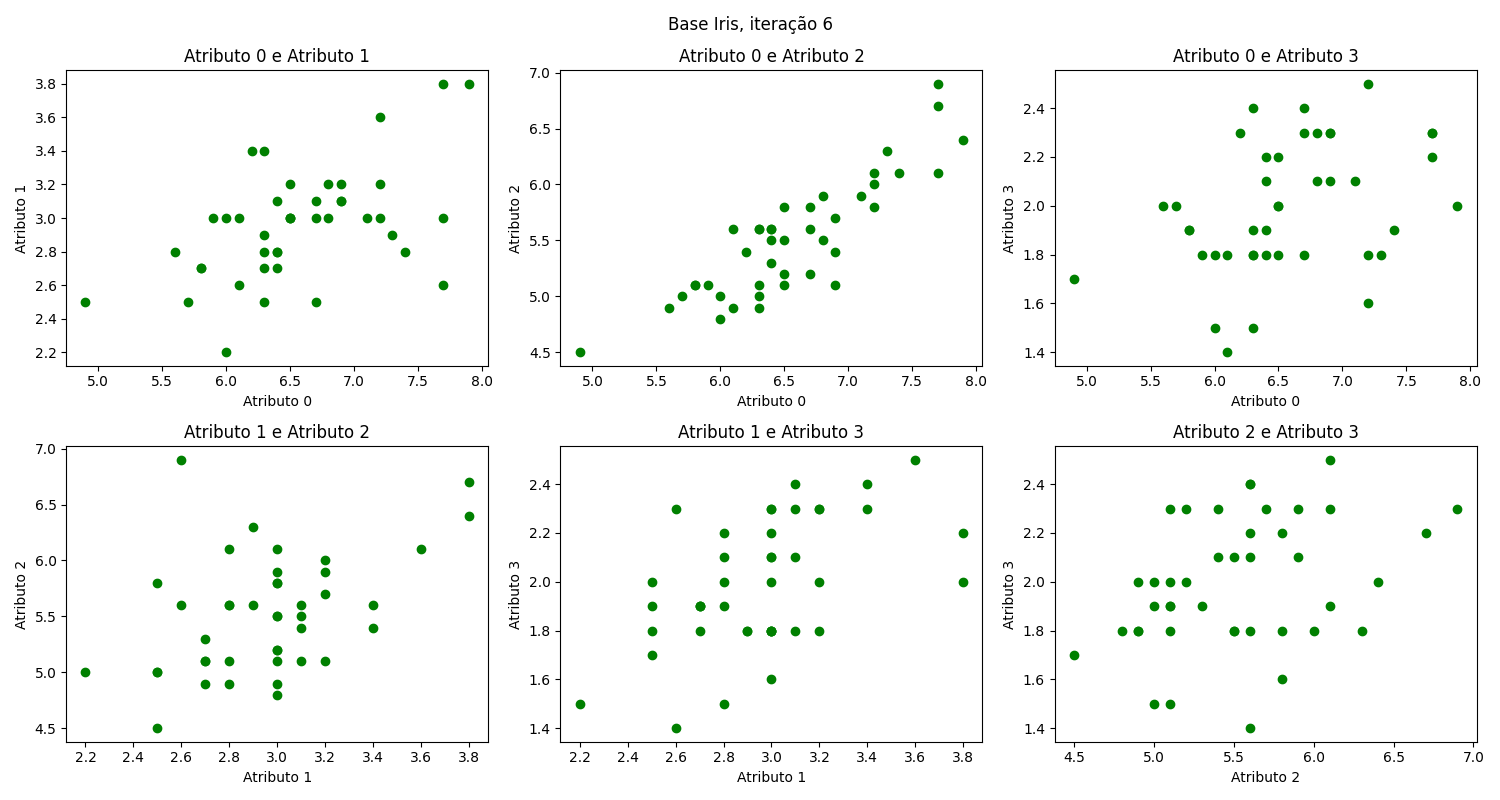 Base Iris, iteração 6
Atributo 0 e Atributo 1
3.8
3.6
3.4
3.2
3.0
2.8
2.6
2.4
2.2
Atributo 1
5.0 5.5 6.0 6.5 7.0 7.5 8.0
Atributo 0
Atributo 0 e Atributo 2
7.0
6.5
6.0
5.5
5.0
4.5
Atributo 2
5.0 5.5 6.0 6.5 7.0 7.5 8.0
Atributo 0
Atributo 0 e Atributo 3
2.4
2.2
2.0
1.8
1.6
1.4
Atributo 3
5.0 5.5 6.0 6.5 7.0 7.5 8.0
Atributo 0
Atributo 1 e Atributo 2
7.0
6.5
6.0
5.5
5.0
4.5
Atributo 2
2.2 2.4 2.6 2.8 3.0 3.2 3.4 3.6 3.8
Atributo 1
Atributo 1 e Atributo 3
2.4
2.2
2.0
1.8
1.6
1.4
Atributo 3
2.2 2.4 2.6 2.8 3.0 3.2 3.4 3.6 3.8
Atributo 1
Atributo 2 e Atributo 3
2.4
2.2
2.0
1.8
1.6
1.4
Atributo 3
4.5 5.0 5.5 6.0 6.5 7.0
Atributo 2